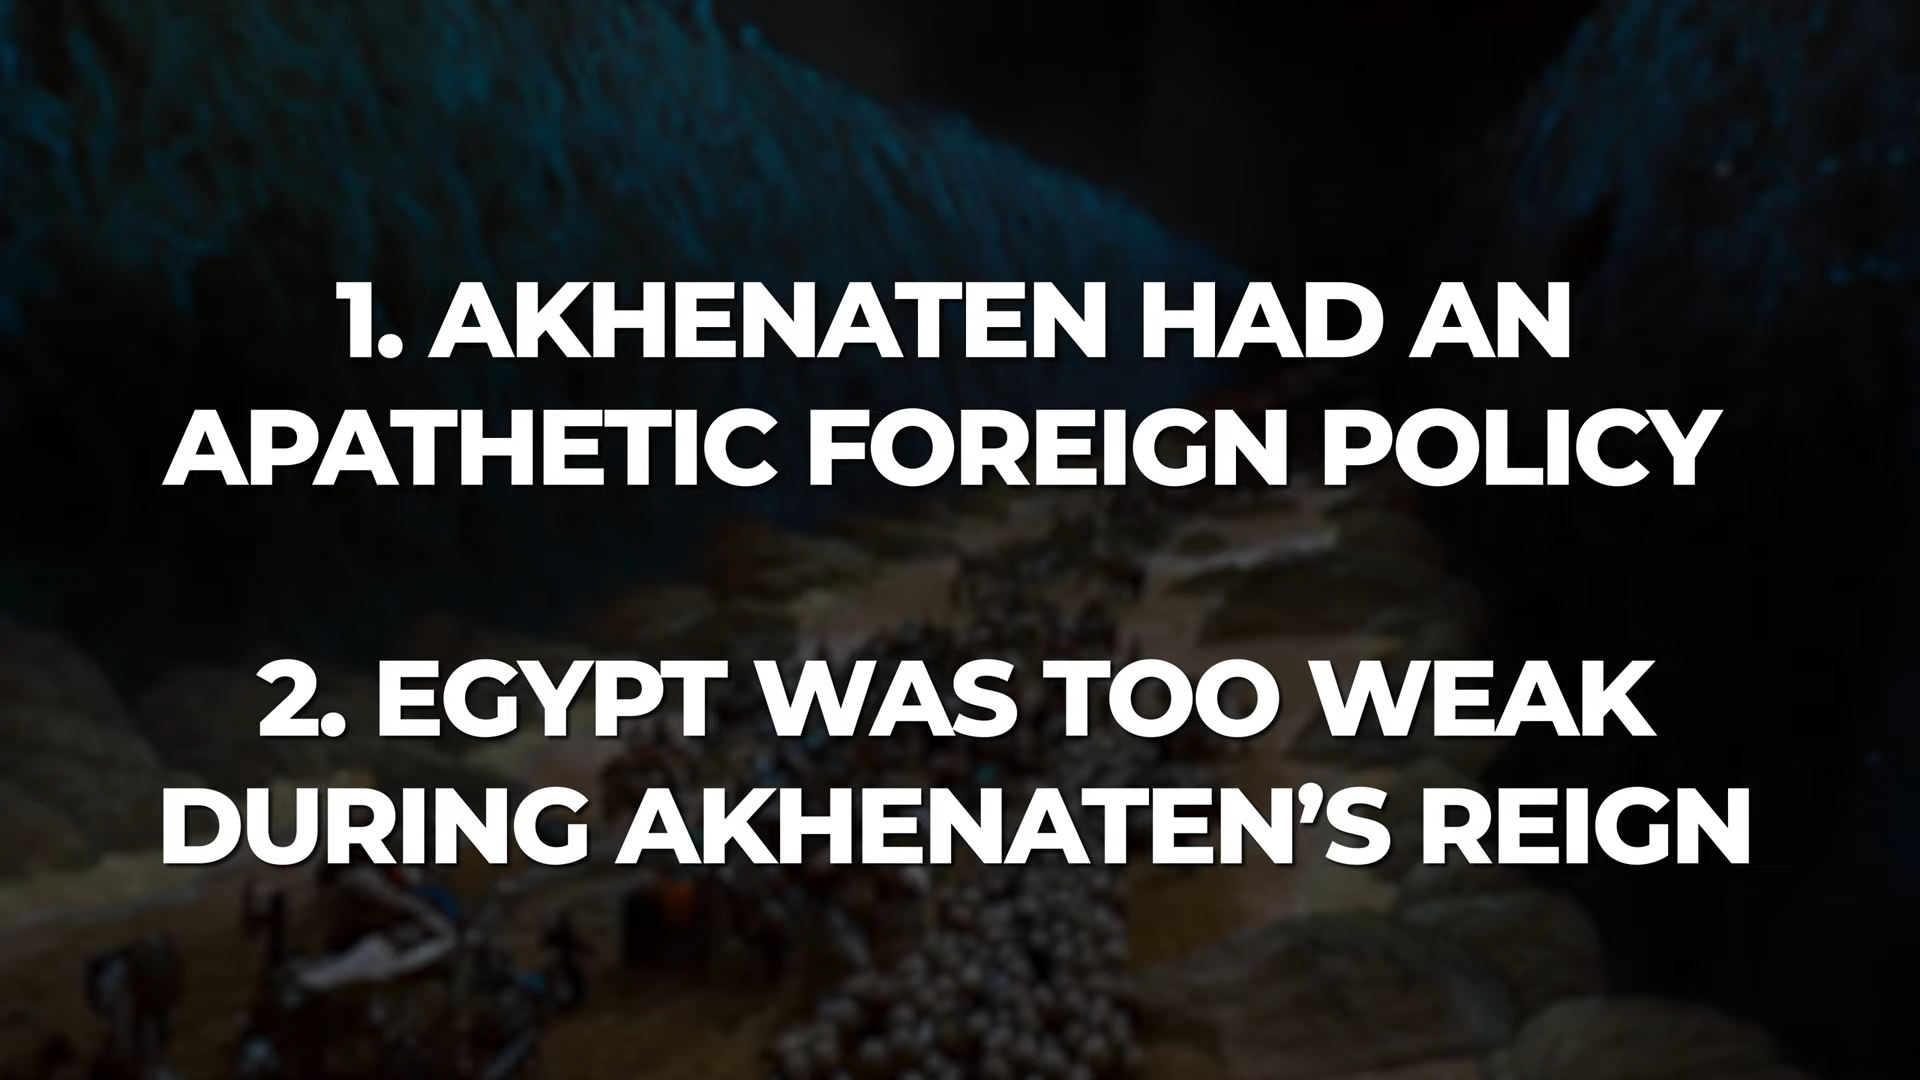 1. AKHENATEN HAD AN
APATHETIC FOREIGN POLICY
2. EGYPT WAS TOO WEAK
DURING AKHENATEN’S REIGN